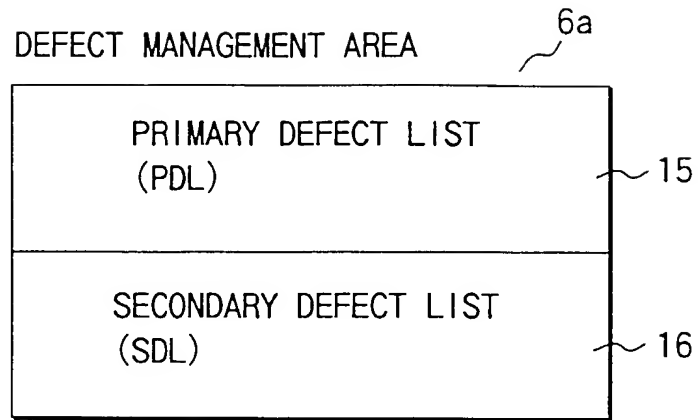 6a
DEFECT MANAGEMENT AREA
PRIMARY DEFECT LIST
(PDL)
15
SECONDARY DEFECT LIST
(SDL)
16